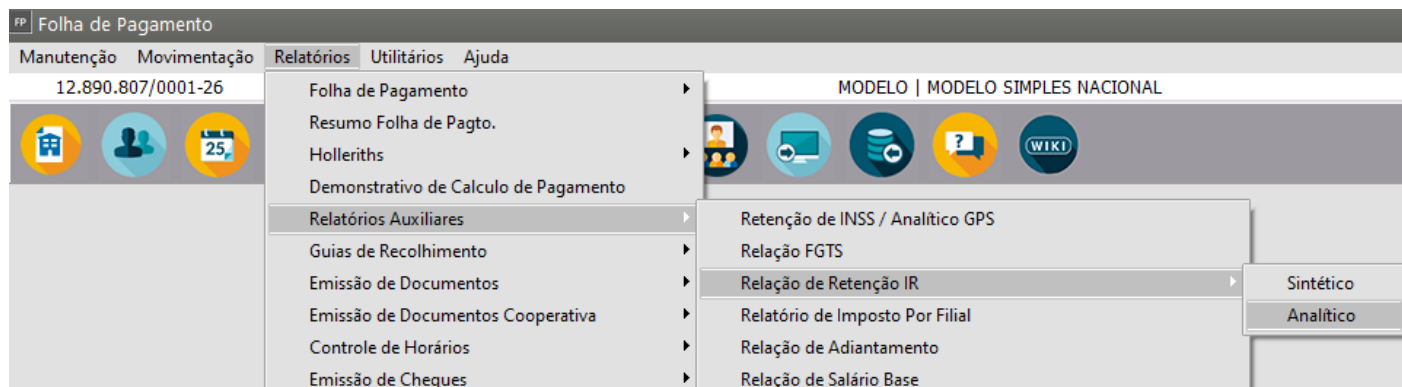 FP Folha de Pagamento
Manutenção Movimentação Relatórios Utilitários Ajuda
12.890.807/0001-26 MODELO | MODELO SIMPLES NACIONAL
25
?
WIKI
Folha de Pagamento
Resumo Folha de Pagto.
Holleriths
Demonstrativo de Calculo de Pagamento
Relatórios Auxiliares
Guias de Recolhimento
Emissão de Documentos
Emissão de Documentos Cooperativa
Controle de Horários
Emissão de Cheques
Retenção de INSS / Analítico GPS
Relação FGTS
Relação de Retenção IR
Relatório de Imposto Por Filial
Relação de Adiantamento
Relação de Salário Base
Sintético
Analítico